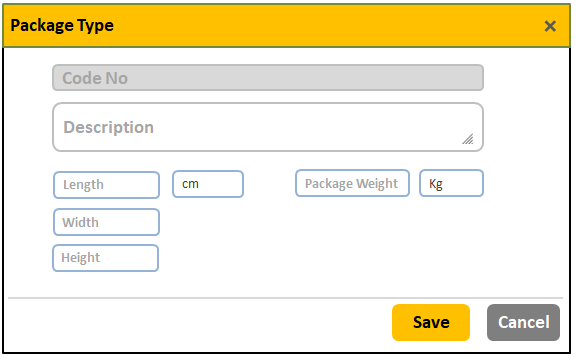 Package Type ×
Code No
Description
Length cm Package Weight Kg
Width
Height
Save Cancel